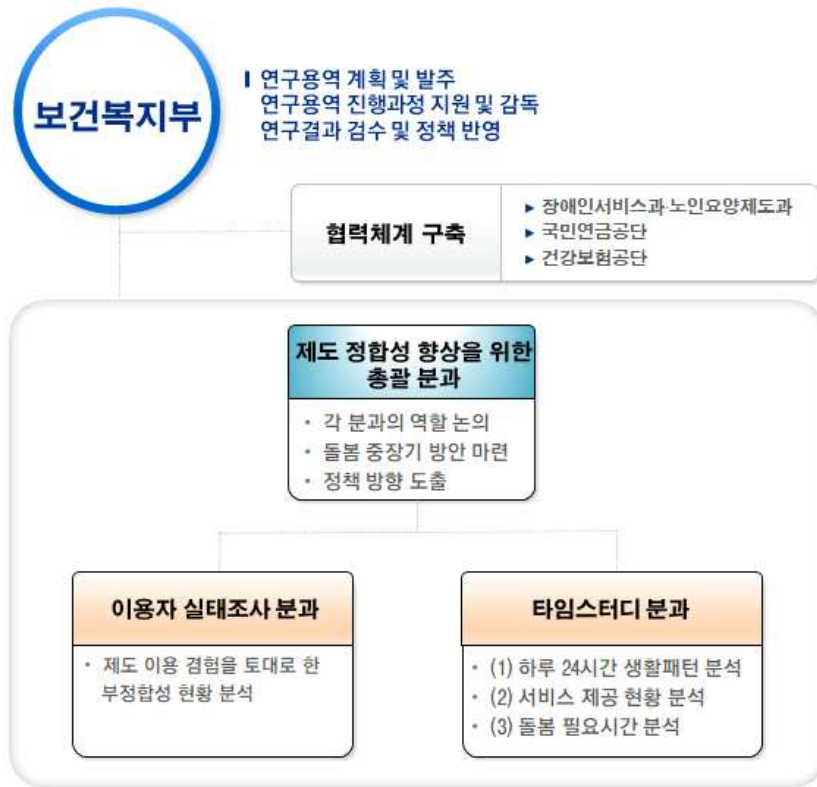 보건복지부
▎연구용역 계획 및 발주
연구용역 진행과정 지원 및 감독
연구결과 검수 및 정책 반영
협력체계 구축
▶ 장애인서비스과·노인요양제도과
▶ 국민연금공단
▶ 건강보험공단
제도 정합성 향상을 위한
총괄 분과
• 각 분과의 역할 논의
• 돌봄 중장기 방안 마련
• 정책 방향 도출
이용자 실태조사 분과
• 제도 이용 겸험을 토대로 한
부정합성 현황 분석
타임스터디 분과
• (1) 하루 24시간 생활패턴 분석
• (2) 서비스 제공 현황 분석
• (3) 돌봄 필요시간 분석